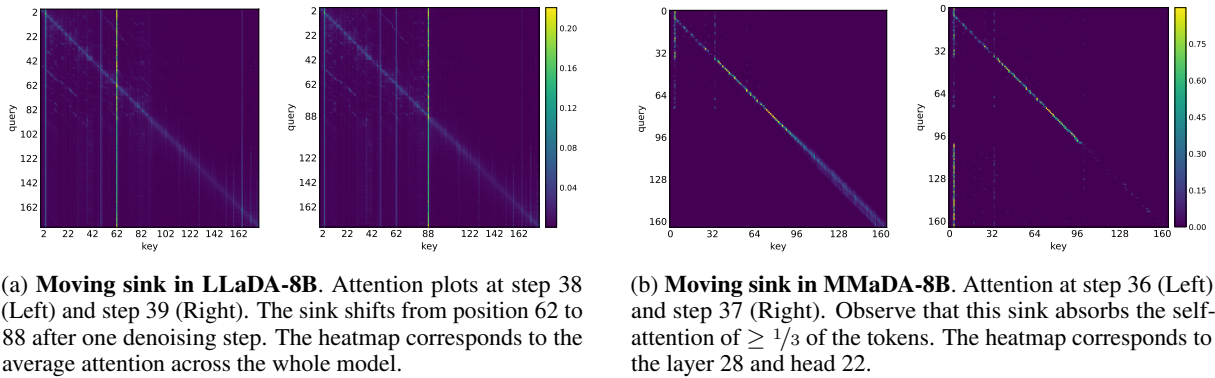 2
22
42
62
82
102
122
142
162
query
2 22 42 62 82 102 122 142 162
key
2
22
42
62
88
102
122
142
162
query
2 22 42 62 88 102 122 142 162
key
0.20
0.16
0.12
0.08
0.04
0
32
64
96
128
160
query
0 32 64 96 128 160
key
0
32
64
96
128
160
query
0 32 64 96 128 160
key
0.75
0.60
0.45
0.30
0.15
0.00
(a) Moving sink in LLaDA-8B. Attention plots at step 38
(Left) and step 39 (Right). The sink shifts from position 62 to
88 after one denoising step. The heatmap corresponds to the
average attention across the whole model.
(b) Moving sink in MMaDA-8B. Attention at step 36 (Left)
and step 37 (Right). Observe that this sink absorbs the self-
attention of ≥ 1/3 of the tokens. The heatmap corresponds to
the layer 28 and head 22.